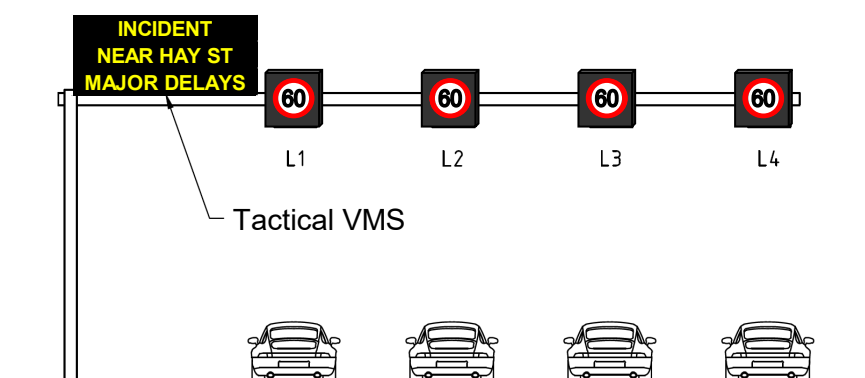 INCIDENT
NEAR HAY ST
MAJOR DELAYS
60 60 60 60
L1 L2 L3 L4
Tactical VMS